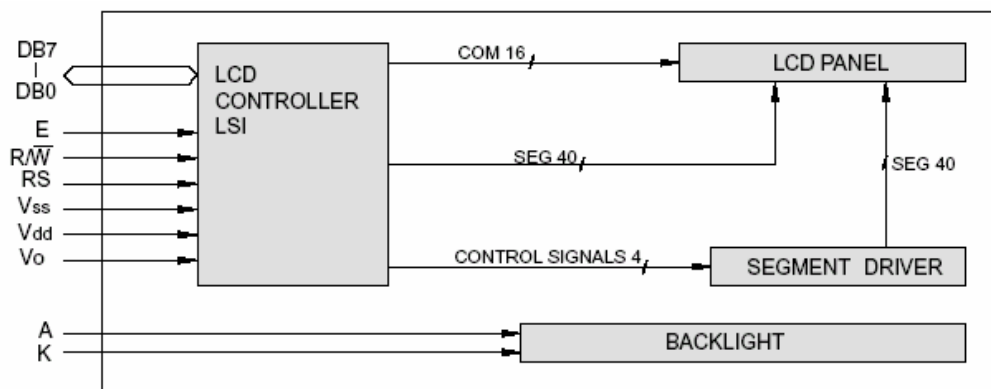 DB7
DB0
E
R/W̅
RS
Vss
Vdd
Vo
A
K
LCD
CONTROLLER
LSI
COM 16
SEG 40
CONTROL SIGNALS 4
LCD PANEL
SEG 40
SEGMENT DRIVER
BACKLIGHT